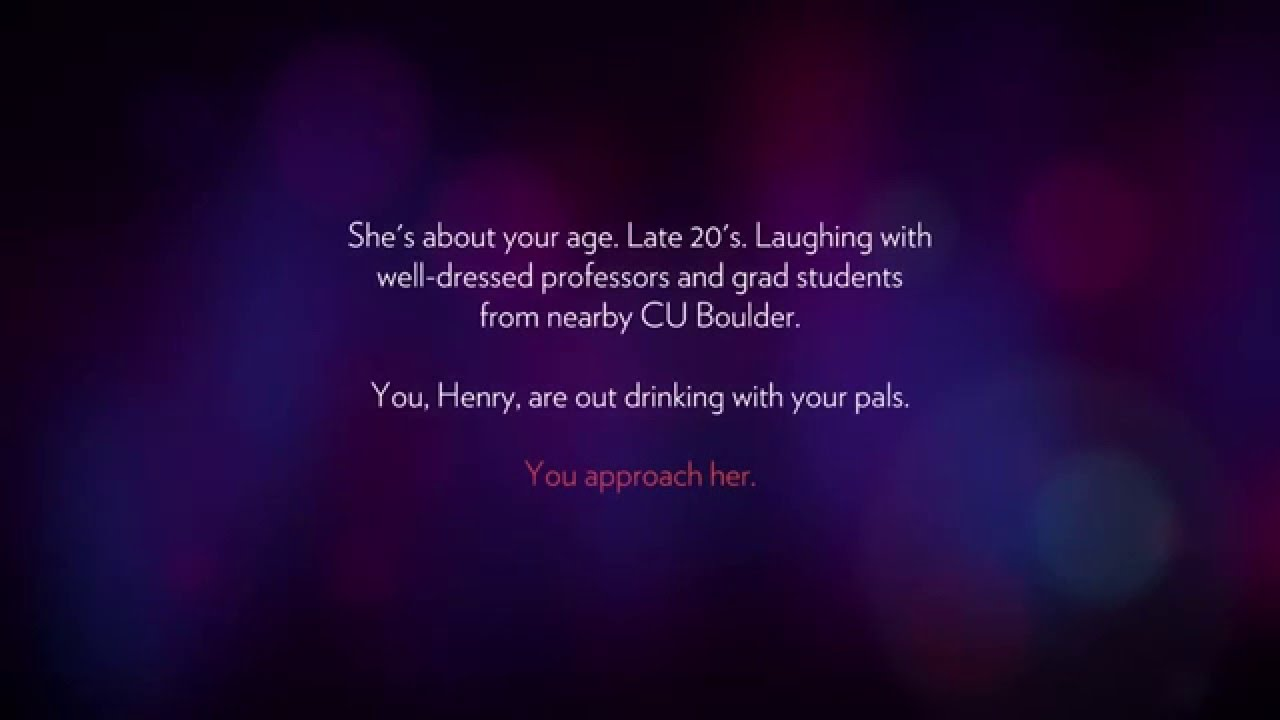 She's about your age. Late 20's. Laughing with
well-dressed professors and grad students
from nearby CU Boulder.
You, Henry, are out drinking with your pals.
You approach her.